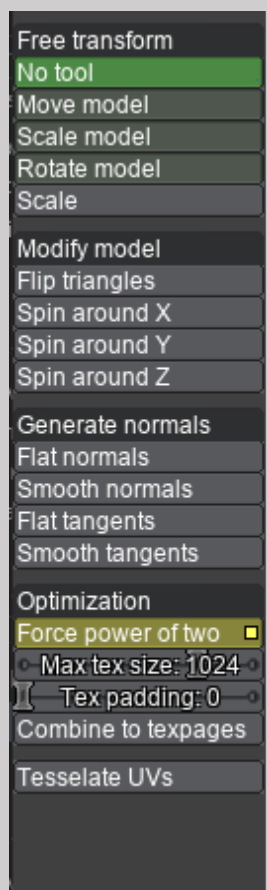 Free transform
No tool
Move model
Scale model
Rotate model
Scale
Modify model
Flip triangles
Spin around X
Spin around Y
Spin around Z
Generate normals
Flat normals
Smooth normals
Flat tangents
Smooth tangents
Optimization
Force power of two
Max tex size: 1024
Tex padding: 0
Combine to texpages
Tesselate UVs